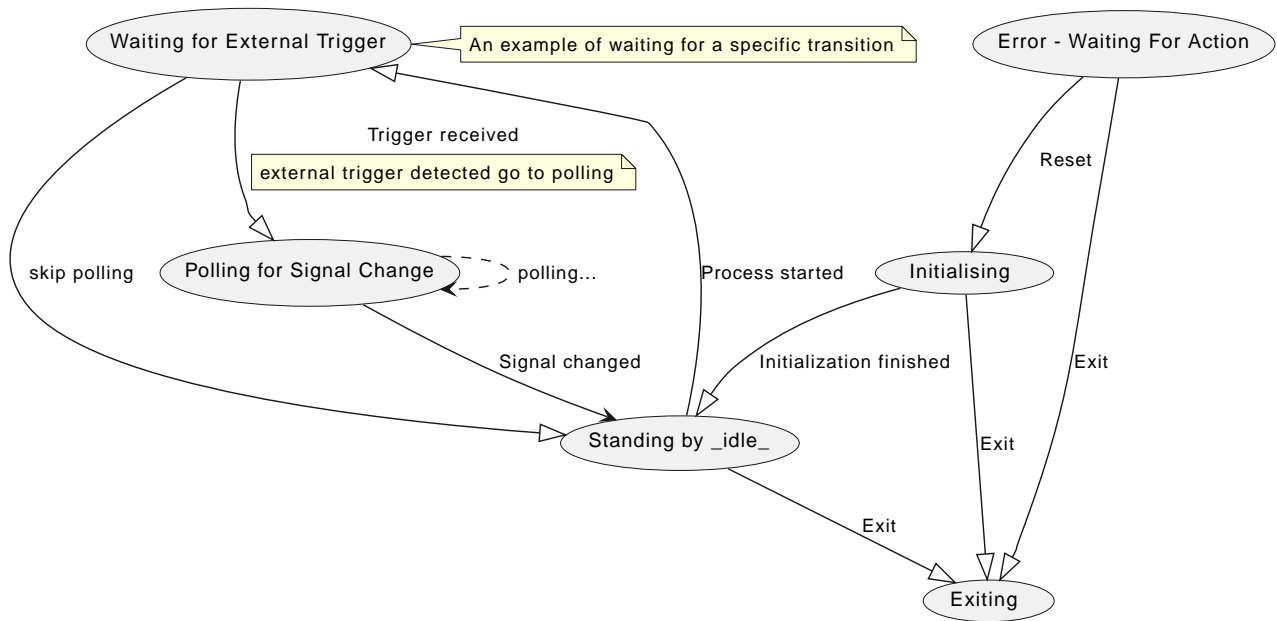 Waiting for External Trigger
An example of waiting for a specific transition
Error - Waiting For Action
Trigger received
external trigger detected go to polling
Reset
skip polling
Polling for Signal Change
polling...
Process started
Initialising
Signal changed
Initialization finished
Exit
Standing by _idle_
Exit
Exit
Exiting